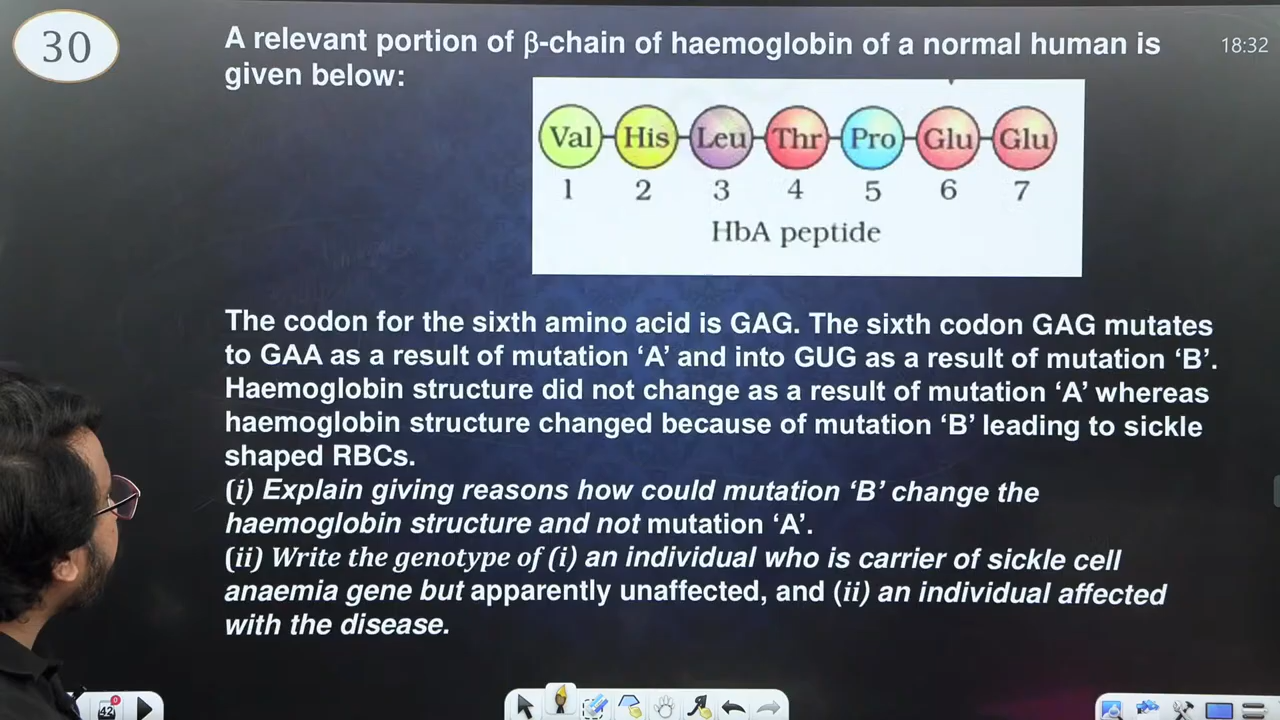 30
A relevant portion of β-chain of haemoglobin of a normal human is
18:32
given below:
Val His Leu Thr Pro Glu Glu
1 2 3 4 5 6 7
HbA peptide
The codon for the sixth amino acid is GAG. The sixth codon GAG mutates
to GAA as a result of mutation ‘A’ and into GUG as a result of mutation ‘B’.
Haemoglobin structure did not change as a result of mutation ‘A’ whereas
haemoglobin structure changed because of mutation ‘B’ leading to sickle
shaped RBCs.
(i) Explain giving reasons how could mutation ‘B’ change the
haemoglobin structure and not mutation ‘A’.
(ii) Write the genotype of (i) an individual who is carrier of sickle cell
anaemia gene but apparently unaffected, and (ii) an individual affected
with the disease.
42